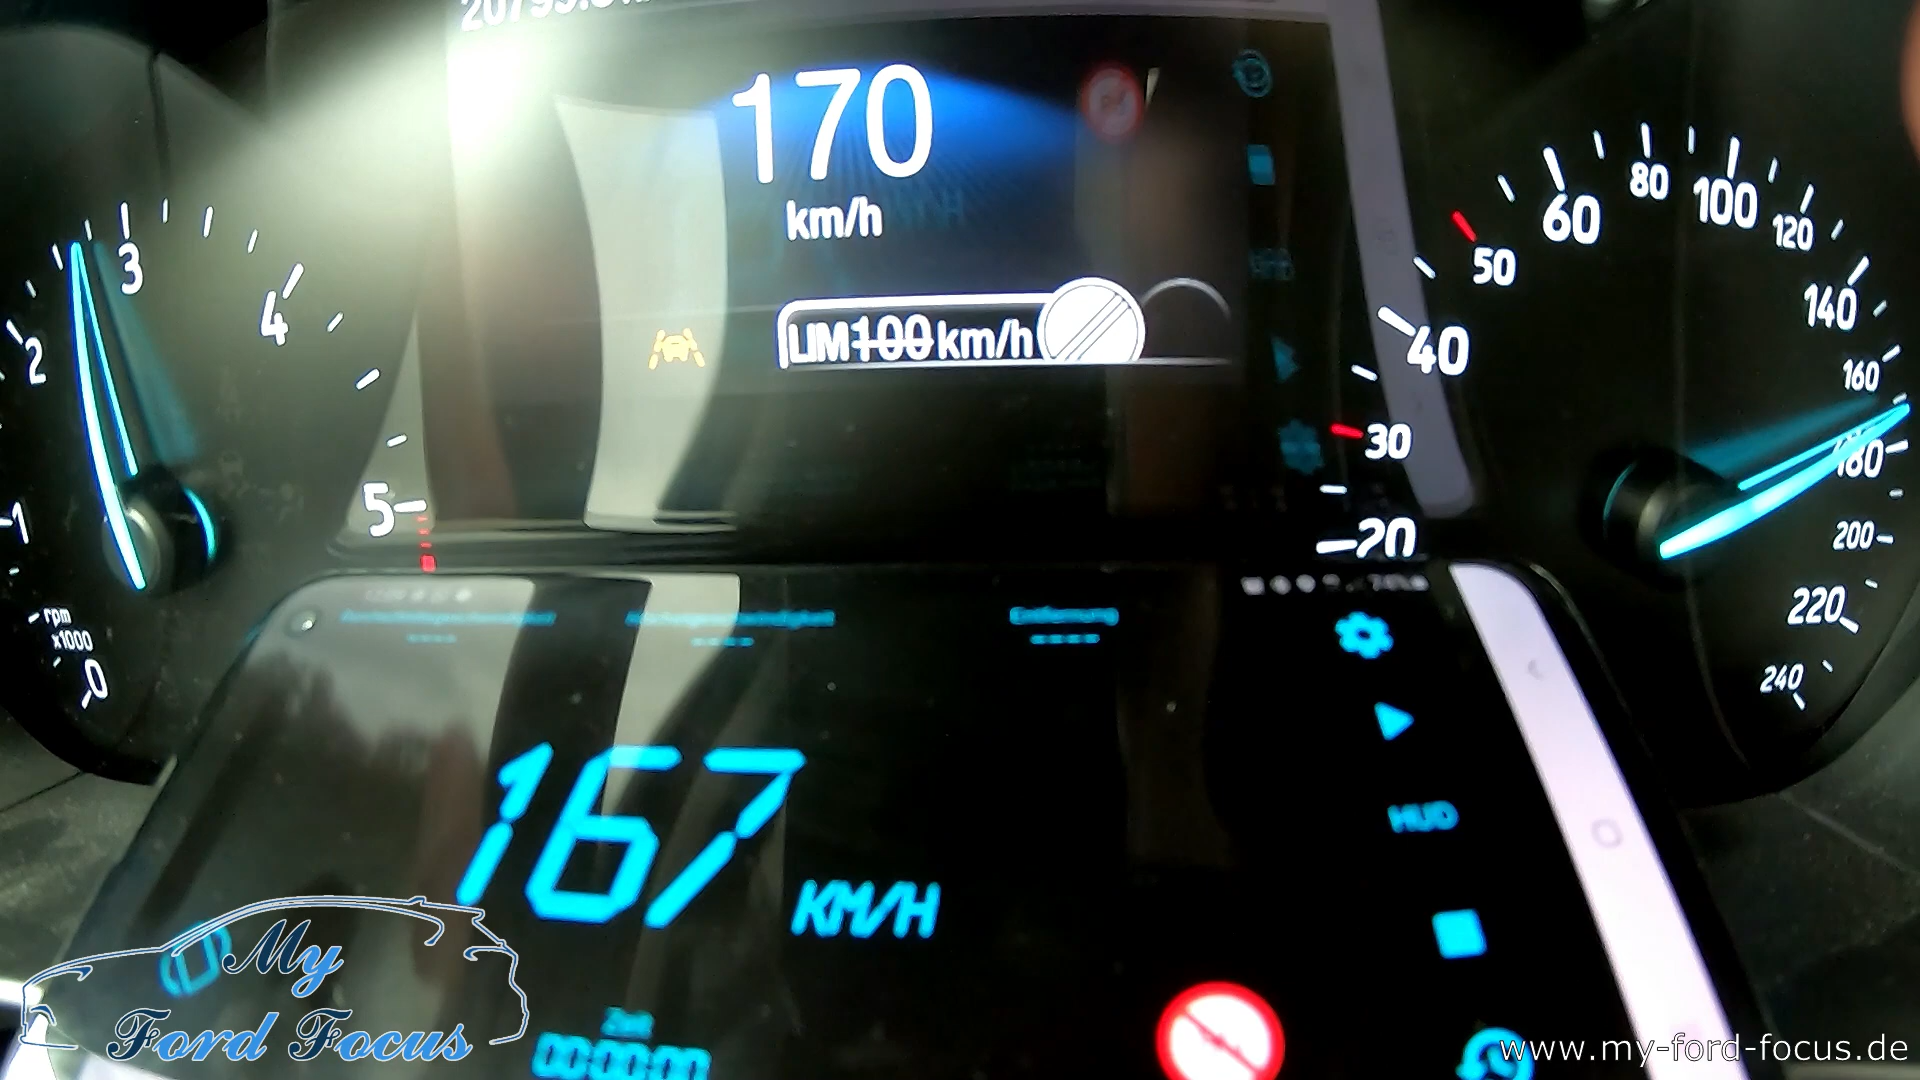 170
km/h
LIM 100 km/h
rpm
x1000
0
1
2
3
4
5
20
30
40
50
60
80
100
120
140
160
180
200
220
240
Entfernung
167
KM/H
HUD
Zeit
00:00:00
My
Ford Focus
www.my-ford-focus.de